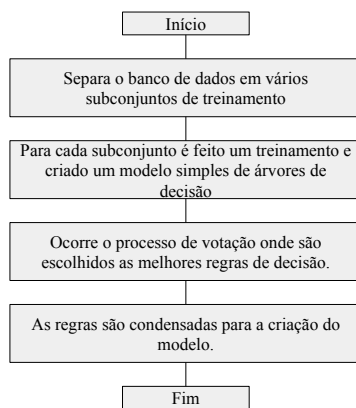 Início
Separa o banco de dados em vários
subconjuntos de treinamento
Para cada subconjunto é feito um treinamento e
criado um modelo simples de árvores de
decisão
Ocorre o processo de votação onde são
escolhidos as melhores regras de decisão.
As regras são condensadas para a criação do
modelo.
Fim